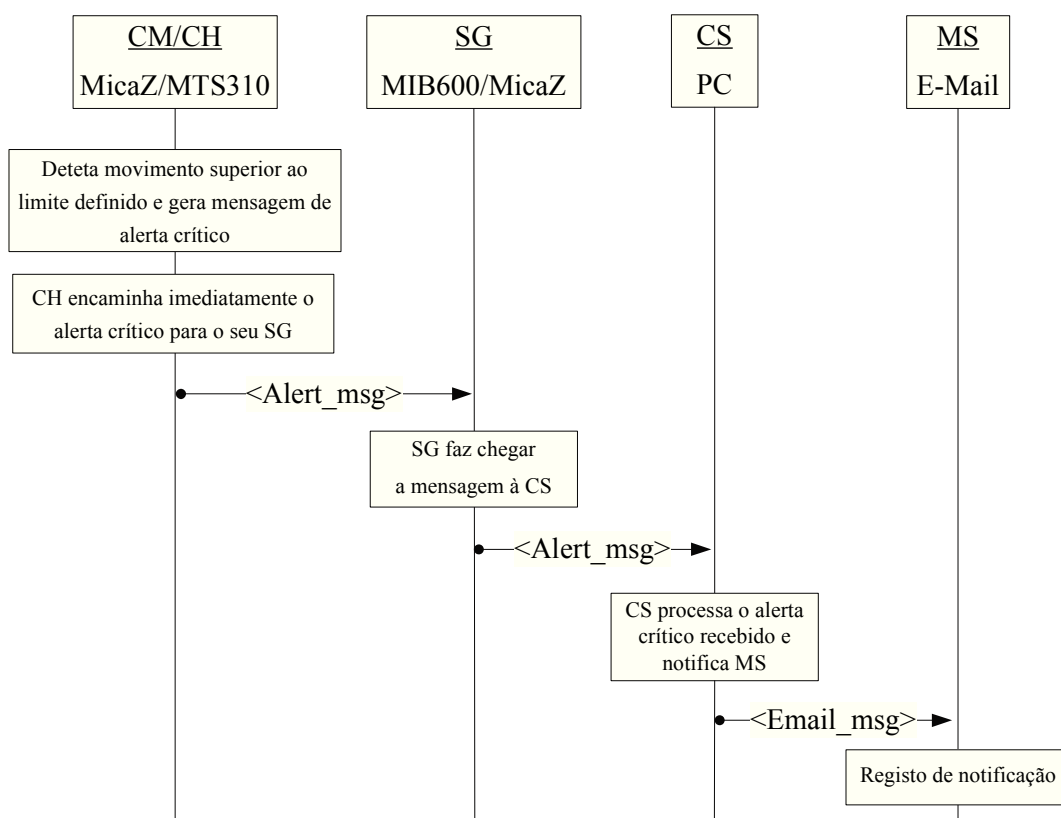 CM/CH
MicaZ/MTS310
SG
MIB600/MicaZ
CS
PC
MS
E-Mail
Deteta movimento superior ao
limite definido e gera mensagem de
alerta crítico
CH encaminha imediatamente o
alerta crítico para o seu SG
<Alert_msg>
SG faz chegar
a mensagem à CS
<Alert_msg>
CS processa o alerta
crítico recebido e
notifica MS
<Email_msg>
Registo de notificação